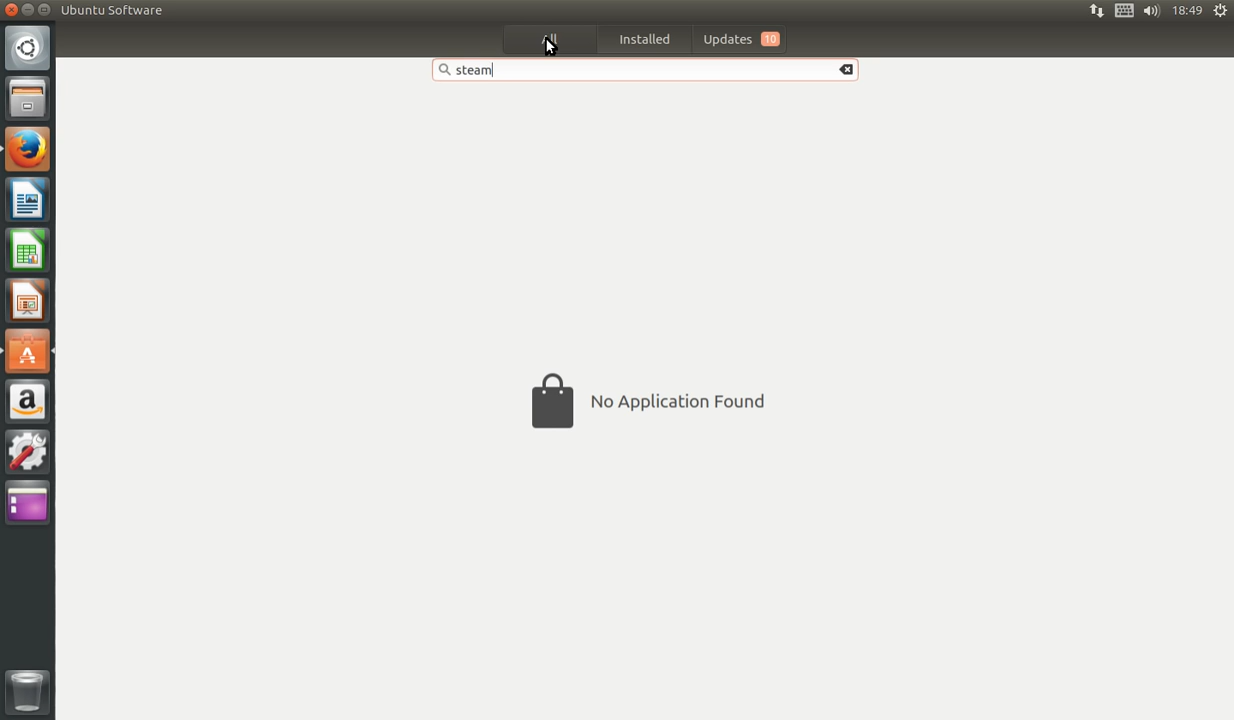 Ubuntu Software
18:49
All
Installed
Updates 10
steam
No Application Found